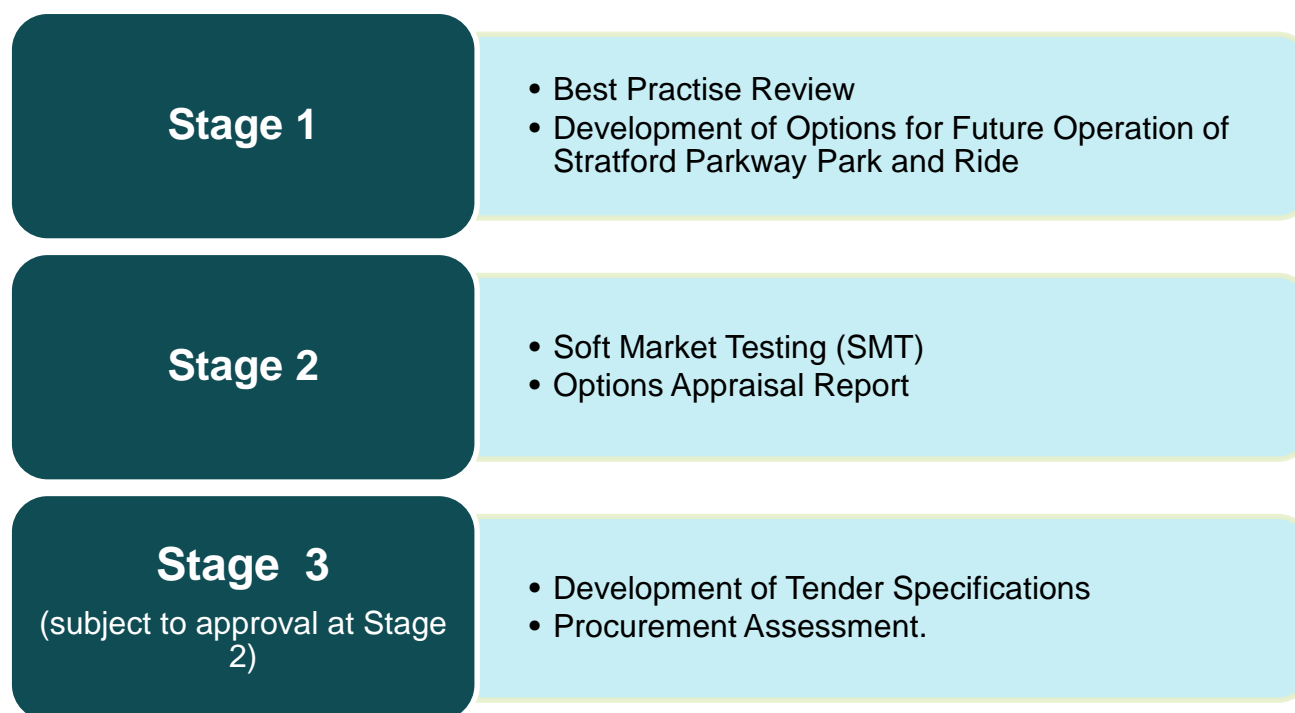 Stage 1
• Best Practise Review
• Development of Options for Future Operation of
Stratford Parkway Park and Ride
Stage 2
• Soft Market Testing (SMT)
• Options Appraisal Report
Stage 3
(subject to approval at Stage
2)
• Development of Tender Specifications
• Procurement Assessment.